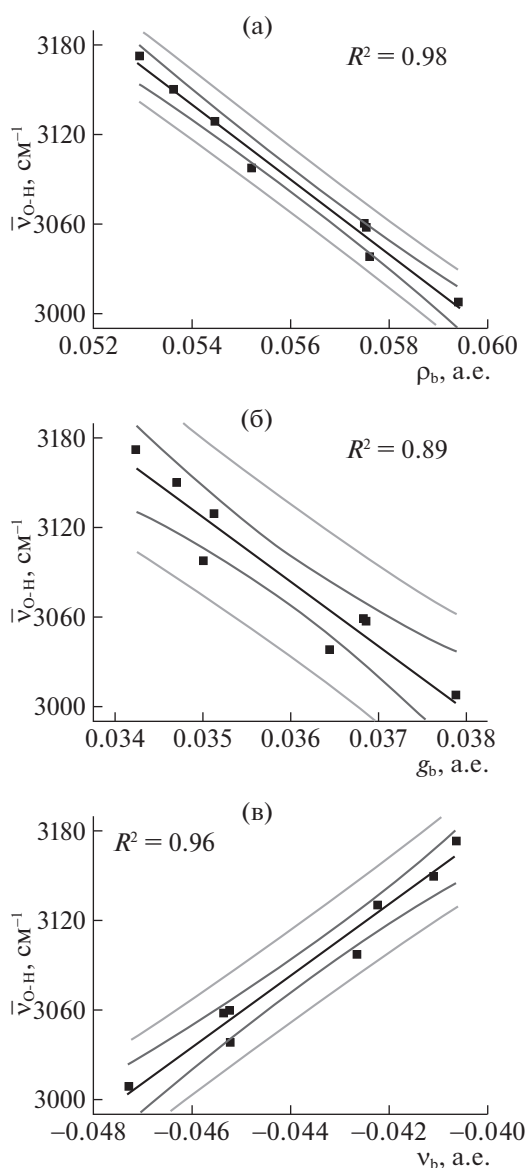 (а)
R² = 0.98
3180
3120
3060
3000
ν̅O-H, см⁻¹
0.052 0.054 0.056 0.058 0.060
ρb, а.е.
(б)
R² = 0.89
3180
3120
3060
3000
ν̅O-H, см⁻¹
0.034 0.035 0.036 0.037 0.038
gb, а.е.
(в)
R² = 0.96
3180
3120
3060
3000
ν̅O-H, см⁻¹
−0.048 −0.046 −0.044 −0.042 −0.040
νb, а.е.